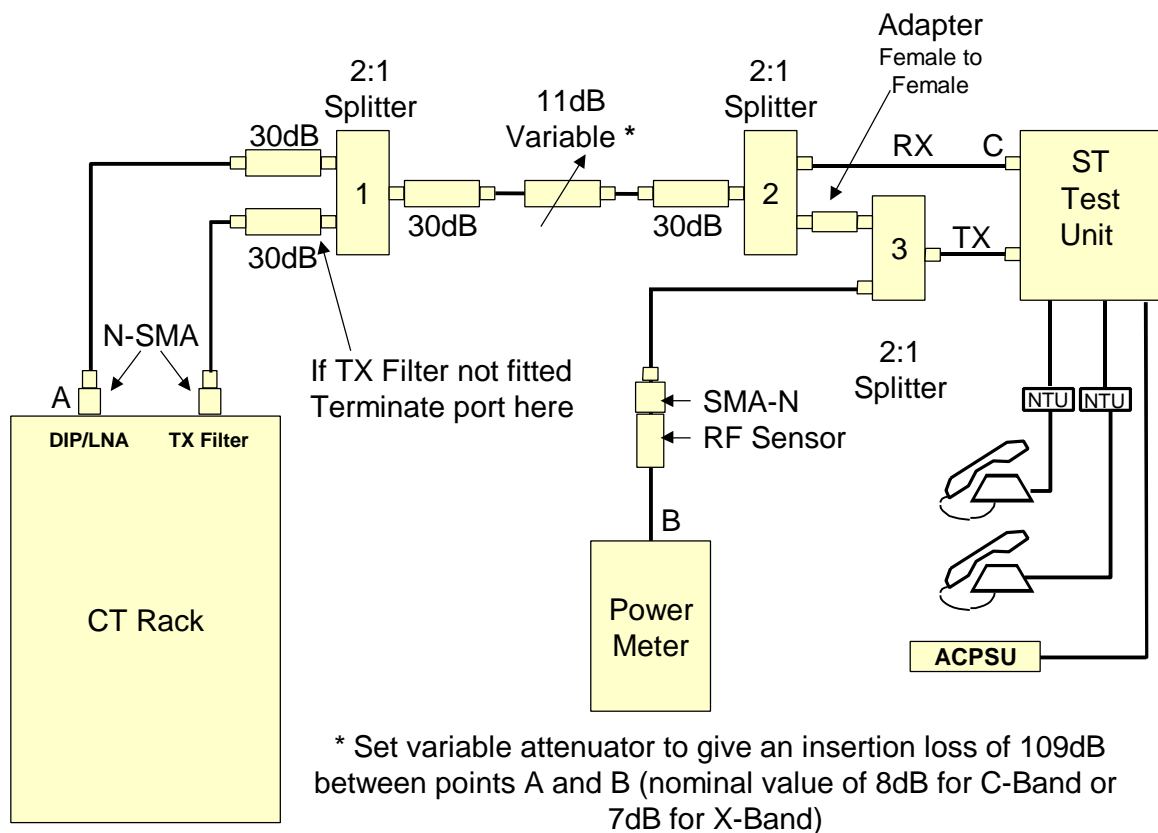 Adapter
Female to
Female
2:1
Splitter
11dB
Variable *
2:1
Splitter
30dB
1
30dB
30dB
30dB
2
RX
C
ST
Test
Unit
3
TX
N-SMA
If TX Filter not fitted
Terminate port here
2:1
Splitter
A
DIP/LNA
TX Filter
SMA-N
RF Sensor
NTU
NTU
B
CT Rack
Power
Meter
ACPSU
* Set variable attenuator to give an insertion loss of 109dB
between points A and B (nominal value of 8dB for C-Band or
7dB for X-Band)